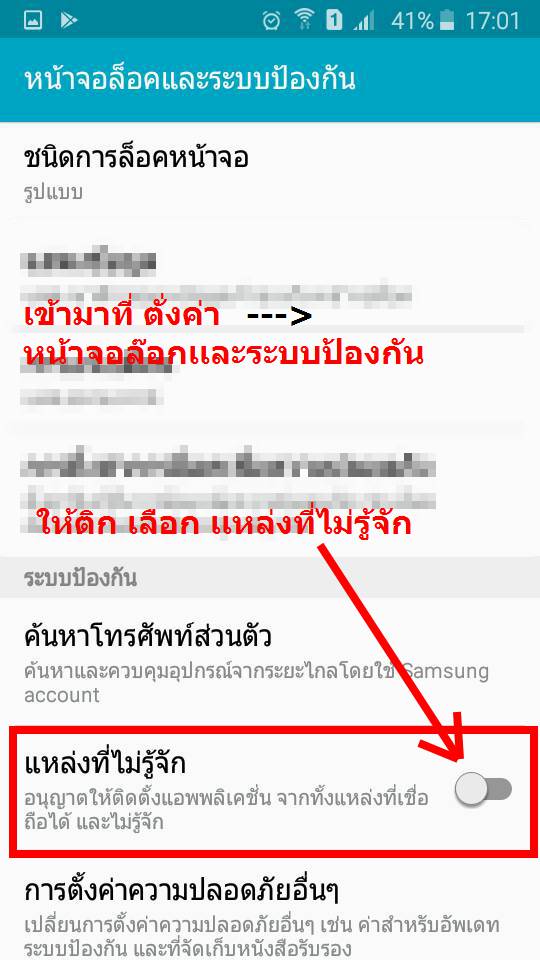 41% 17:01
หน้าจอล็อคและระบบป้องกัน
ชนิดการล็อคหน้าจอ
รูปแบบ
เข้ามาที่ ตั่งค่า --->
หน้าจอล๊อกและระบบป้องกัน
ให้ติก เลือก แหล่งที่ไม่รู้จัก
ระบบป้องกัน
ค้นหาโทรศัพท์ส่วนตัว
ค้นหาและควบคุมอุปกรณ์จากระยะไกลโดยใช้ Samsung
account
แหล่งที่ไม่รู้จัก
อนุญาตให้ติดตั้งแอพพลิเคชั่น จากทั้งแหล่งที่เชื่อ
ถือได้ และไม่รู้จัก
การตั้งค่าความปลอดภัยอื่นๆ
เปลี่ยนการตั้งค่าความปลอดภัยอื่นๆ เช่น ค่าสำหรับอัพเดท
ระบบป้องกัน และที่จัดเก็บหนังสือรับรอง